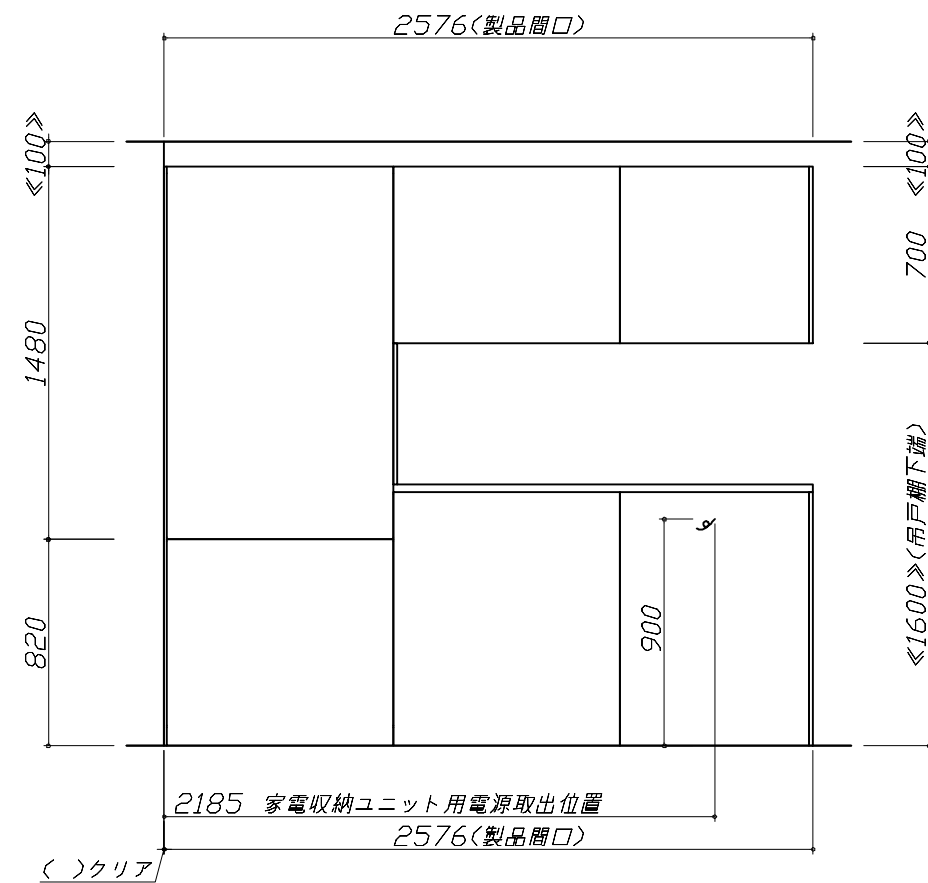 2576(製品間口)
≪100≫
≪100≫
700
1480
≪1600≫(吊戸棚下端)
820
900
2185 家電収納ユニット用電源取出位置
2576(製品間口)
( )クリア